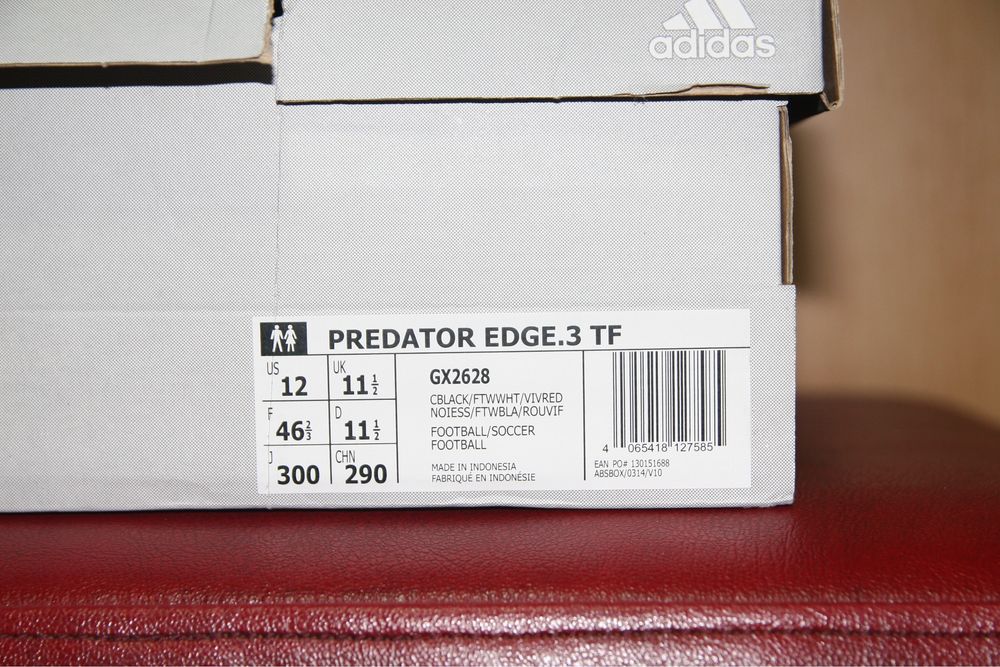 adidas
PREDATOR EDGE.3 TF
US
12
UK
11 1/2
F
46 2/3
D
11 1/2
J
300
CHN
290
GX2628
CBLACK/FTWWHT/VIVRED
NOIESS/FTWBLA/ROUVIF
FOOTBALL/SOCCER
FOOTBALL
MADE IN INDONESIA
FABRIQUÉ EN INDONÉSIE
4 065418 127585
EAN PO# 130151688
ABSBOX/0314/V10